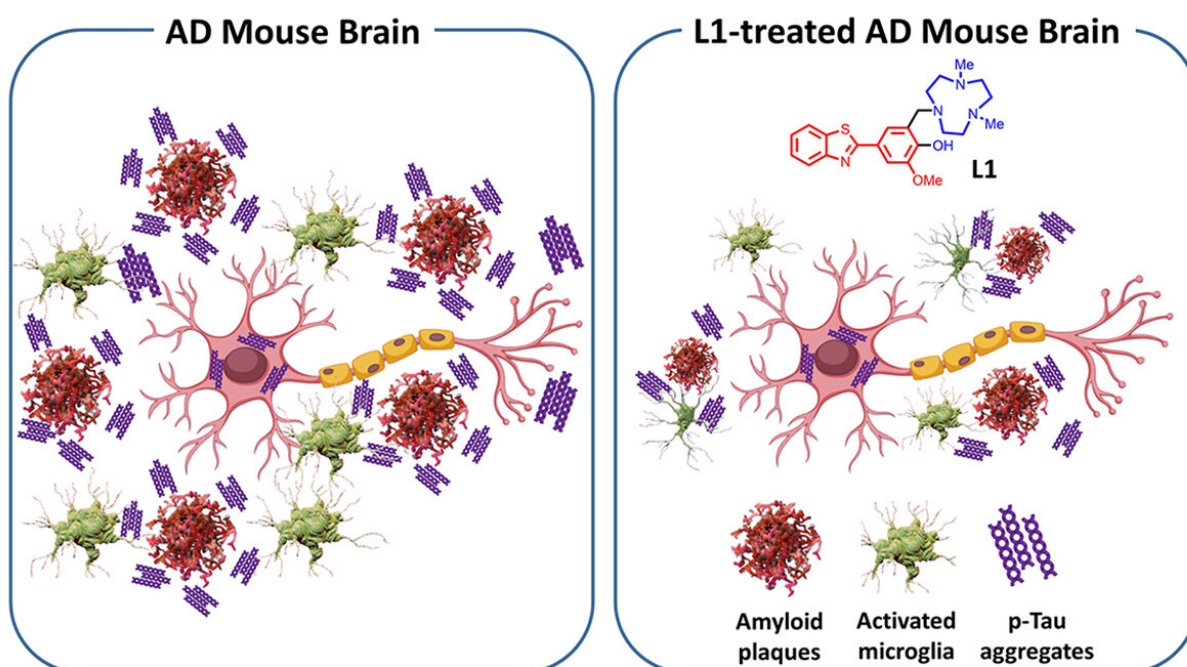 AD Mouse Brain
L1-treated AD Mouse Brain
Me
N
N
N
Me
S
N
OH
OMe
L1
Amyloid
plaques
Activated
microglia
p-Tau
aggregates